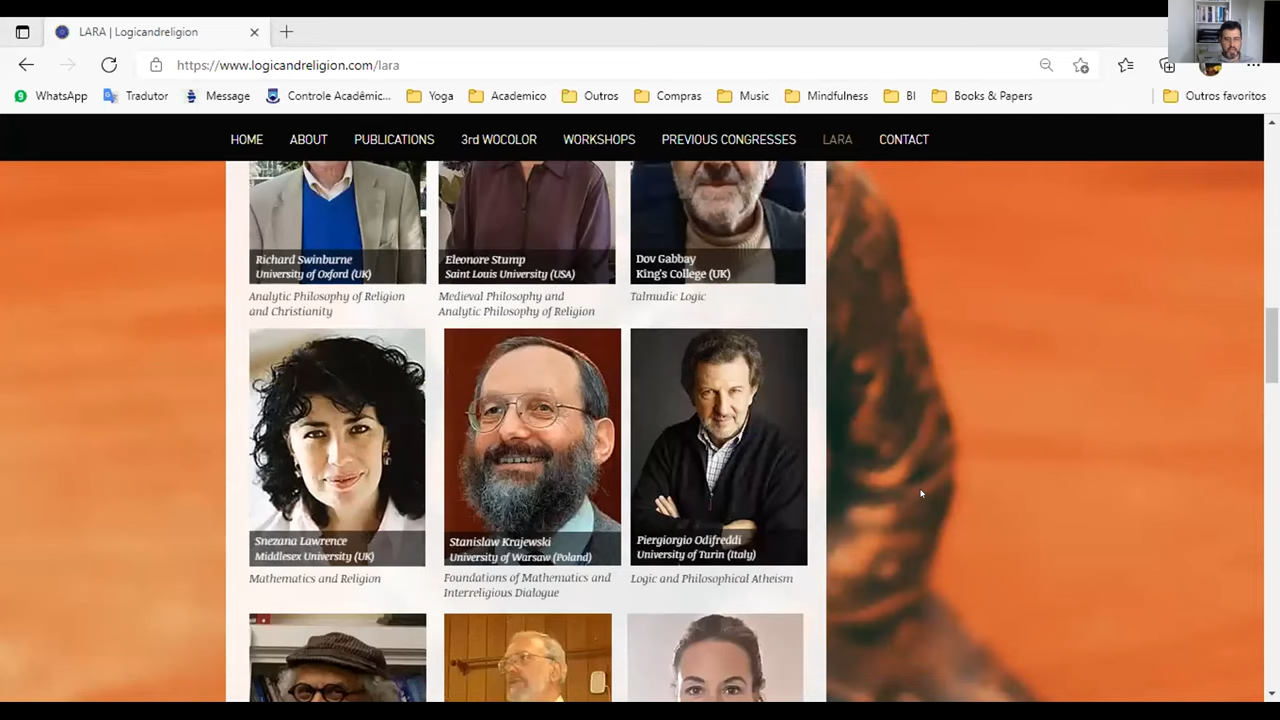 LARA | Logicandreligion
https://www.logicandreligion.com/lara
WhatsApp Tradutor Message Controle Acadêmic... Yoga Academico Outros Compras Music Mindfulness BI Books & Papers Outros favoritos
HOME ABOUT PUBLICATIONS 3rd WOCOLOR WORKSHOPS PREVIOUS CONGRESSES LARA CONTACT
Richard Swinburne
University of Oxford (UK)
Analytic Philosophy of Religion
and Christianity
Eleonore Stump
Saint Louis University (USA)
Medieval Philosophy and
Analytic Philosophy of Religion
Dov Gabbay
King's College (UK)
Talmudic Logic
Snezana Lawrence
Middlesex University (UK)
Mathematics and Religion
Stanislaw Krajewski
University of Warsaw (Poland)
Foundations of Mathematics and
Interreligious Dialogue
Piergiorgio Odifreddi
University of Turin (Italy)
Logic and Philosophical Atheism